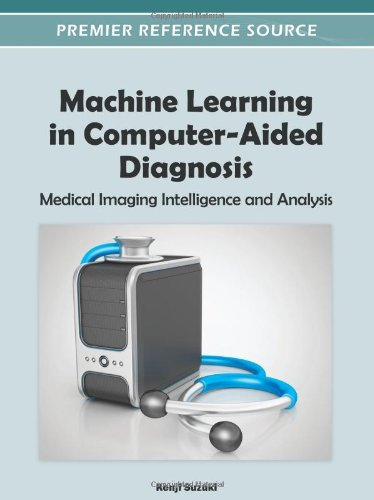 PREMIER REFERENCE SOURCE
Machine Learning
in Computer-Aided
Diagnosis
Medical Imaging Intelligence and Analysis
Kenji Suzuki